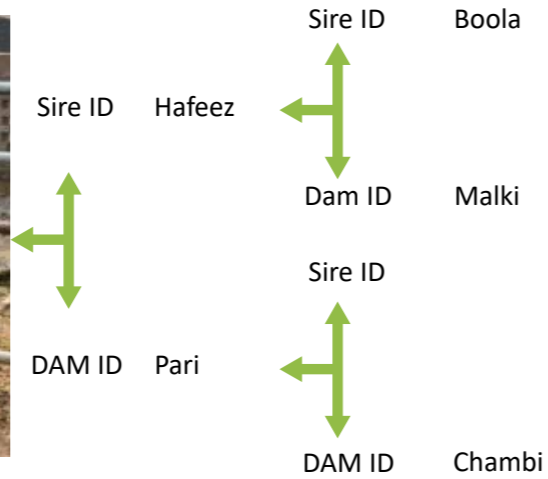 Sire ID Boola
Sire ID Hafeez
Dam ID Malki
Sire ID
DAM ID Pari
DAM ID Chambi